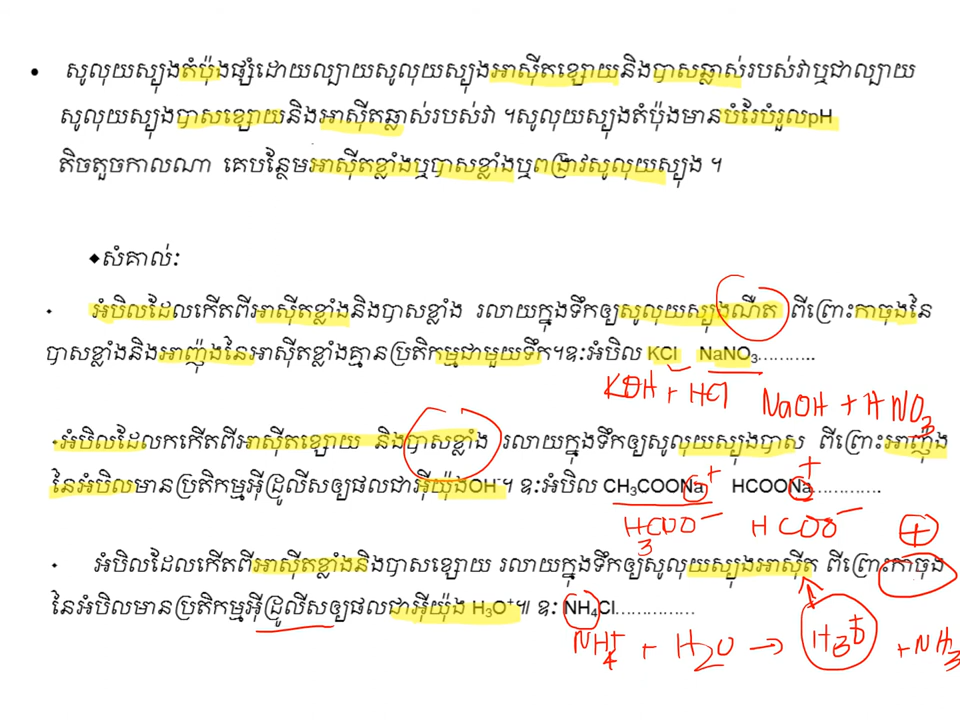 • សូលុយស្យុងតំប៉ុងផ្សំដោយល្បាយសូលុយស្យុងអាស៊ីតខ្សោយនិងបាសឆ្លាស់របស់វាឬជាល្បាយ
សូលុយស្យុងបាសខ្សោយនិងអាស៊ីតឆ្លាស់របស់វា ។សូលុយស្យុងតំប៉ុងមានបំរែបំរួលpH
តិចតួចកាលណា គេបន្ថែមអាស៊ីតខ្លាំងឬបាសខ្លាំងឬពង្រាវសូលុយស្យុង ។
◆សំគាល់ៈ
· អំបិលដែលកើតពីអាស៊ីតខ្លាំងនិងបាសខ្លាំង រលាយក្នុងទឹកឲ្យសូលុយស្យុងណឺត ពីព្រោះកាចុងនៃ
បាសខ្លាំងនិងអាញ៉ុងនៃអាស៊ីតខ្លាំងគ្មានប្រតិកម្មជាមួយទឹក។ឧៈអំបិល KCl NaNO₃………..
KOH + HCl NaOH + HNO₃
·អំបិលដែលកកើតពីអាស៊ីតខ្សោយ និងបាសខ្លាំង រលាយក្នុងទឹកឲ្យសូលុយស្យុងបាស ពីព្រោះអាញ៉ុង
នៃអំបិលមានប្រតិកម្មអ៊ីដ្រូលីសឲ្យផលជាអ៊ីយ៉ុងOH⁻។ ឧៈអំបិល CH₃COONa⁺ HCOONa⁺………….
H₃COO⁻ HCOO⁻ +
· អំបិលដែលកើតពីអាស៊ីតខ្លាំងនិងបាសខ្សោយ រលាយក្នុងទឹកឲ្យសូលុយស្យុងអាស៊ីត ពីព្រោះកាចុង
នៃអំបិលមានប្រតិកម្មអ៊ីដ្រូលីសឲ្យផលជាអ៊ីយ៉ុង H₃O⁺៕ ឧៈ NH₄Cl……………
NH₄⁺ + H₂O → H₃O⁺ + NH₃